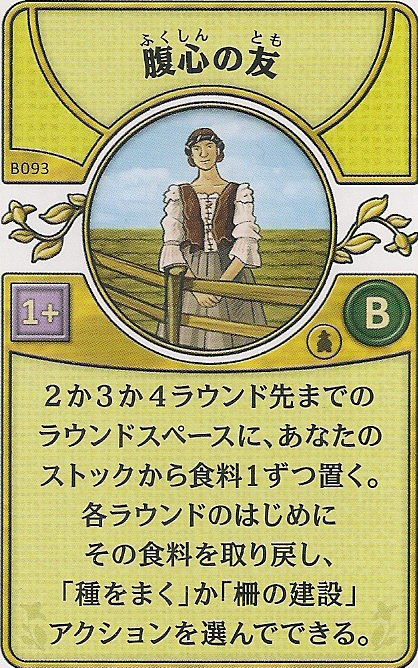 ふくしん とも
腹心の友
B093
1+
B
2か3か4ラウンド先までの
ラウンドスペースに、あなたの
ストックから食料1ずつ置く。
各ラウンドのはじめに
その食料を取り戻し、
「種をまく」か「柵の建設」
アクションを選んでできる。